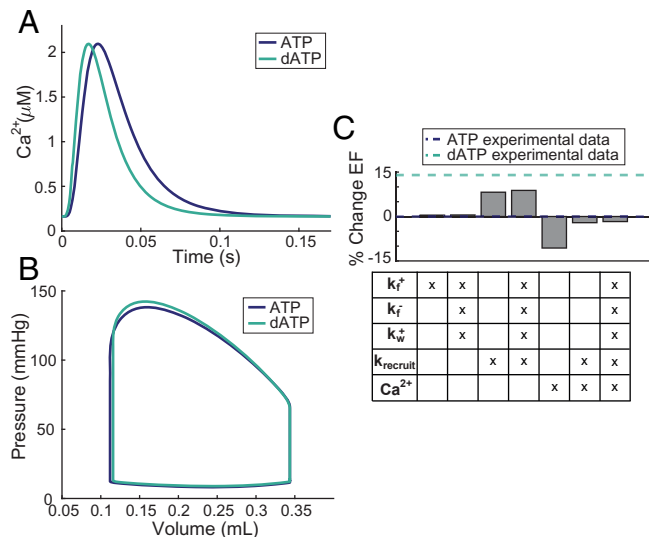 A
ATP
dATP
Ca2+(μM)
2
1.5
1
0.5
0
0
0.05
0.1
0.15
Time (s)
B
ATP
dATP
Pressure (mmHg)
150
100
50
0
0.05
0.1
0.15
0.2
0.25
0.3
0.35
Volume (mL)
C
ATP experimental data
dATP experimental data
% Change EF
15
0
-15
kf+ x x x x
kf- x x x
kw+ x x x
krecruit x x x x
Ca2+ x x x